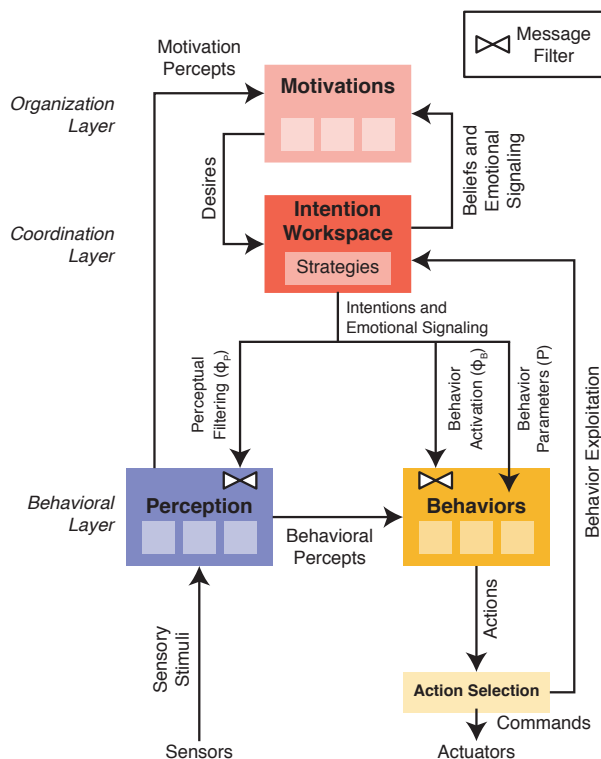 Message
Filter
Motivation
Percepts
Organization
Layer
Motivations
Desires
Beliefs and
Emotional
Signaling
Coordination
Layer
Intention
Workspace
Strategies
Intentions and
Emotional Signaling
Perceptual
Filtering (Φ_P)
Behavior
Activation (Φ_B)
Behavior
Parameters (P)
Behavior Exploitation
Behavioral
Layer
Perception
Behavioral
Percepts
Behaviors
Sensory
Stimuli
Actions
Action Selection
Commands
Sensors
Actuators